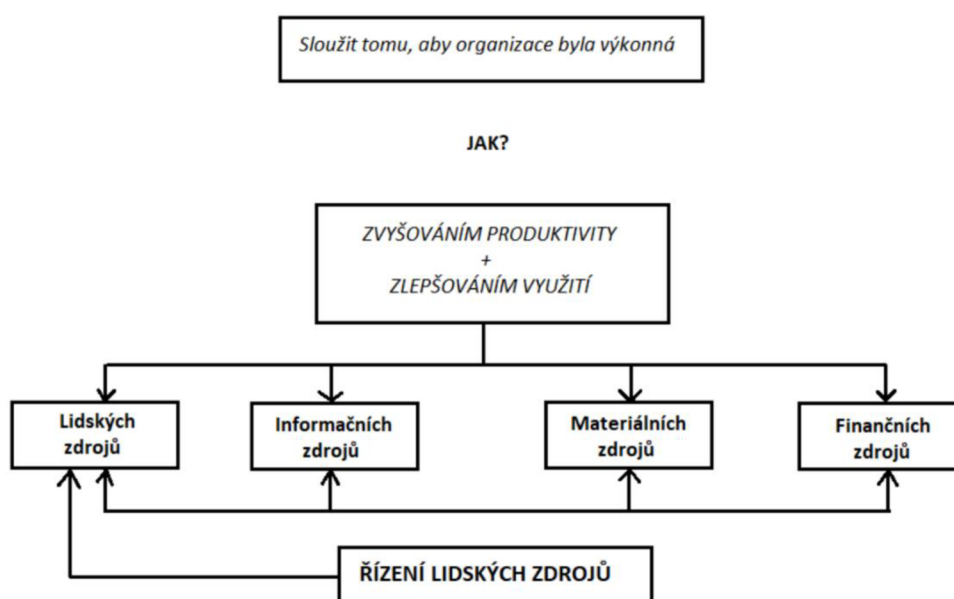 Sloužit tomu, aby organizace byla výkonná
JAK?
ZVYŠOVÁNÍM PRODUKTIVITY
+
ZLEPŠOVÁNÍM VYUŽITÍ
Lidských
zdrojů
Informačních
zdrojů
Materiálních
zdrojů
Finančních
zdrojů
ŘÍZENÍ LIDSKÝCH ZDROJŮ